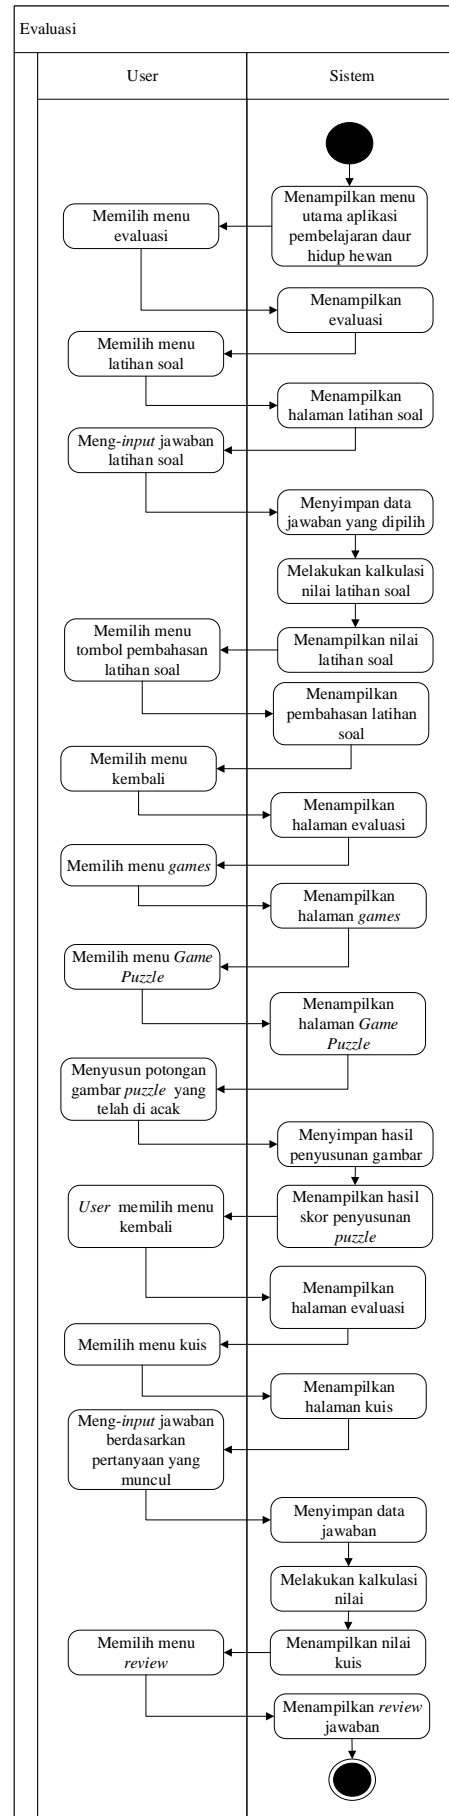 Evaluasi
User
Sistem
Menampilkan menu
utama aplikasi
pembelajaran daur
hidup hewan
Memilih menu
evaluasi
Menampilkan
evaluasi
Memilih menu
latihan soal
Menampilkan
halaman latihan soal
Meng-input jawaban
latihan soal
Menyimpan data
jawaban yang dipilih
Melakukan kalkulasi
nilai latihan soal
Menampilkan nilai
latihan soal
Memilih menu
tombol pembahasan
latihan soal
Menampilkan
pembahasan latihan
soal
Memilih menu
kembali
Menampilkan
halaman evaluasi
Memilih menu games
Menampilkan
halaman games
Memilih menu Game
Puzzle
Menampilkan
halaman Game
Puzzle
Menyusun potongan
gambar puzzle yang
telah di acak
Menyimpan hasil
penyusunan gambar
Menampilkan hasil
skor penyusunan
puzzle
User memilih menu
kembali
Menampilkan
halaman evaluasi
Memilih menu kuis
Menampilkan
halaman kuis
Meng-input jawaban
berdasarkan
pertanyaan yang
muncul
Menyimpan data
jawaban
Melakukan kalkulasi
nilai
Menampilkan nilai
kuis
Memilih menu
review
Menampilkan review
jawaban